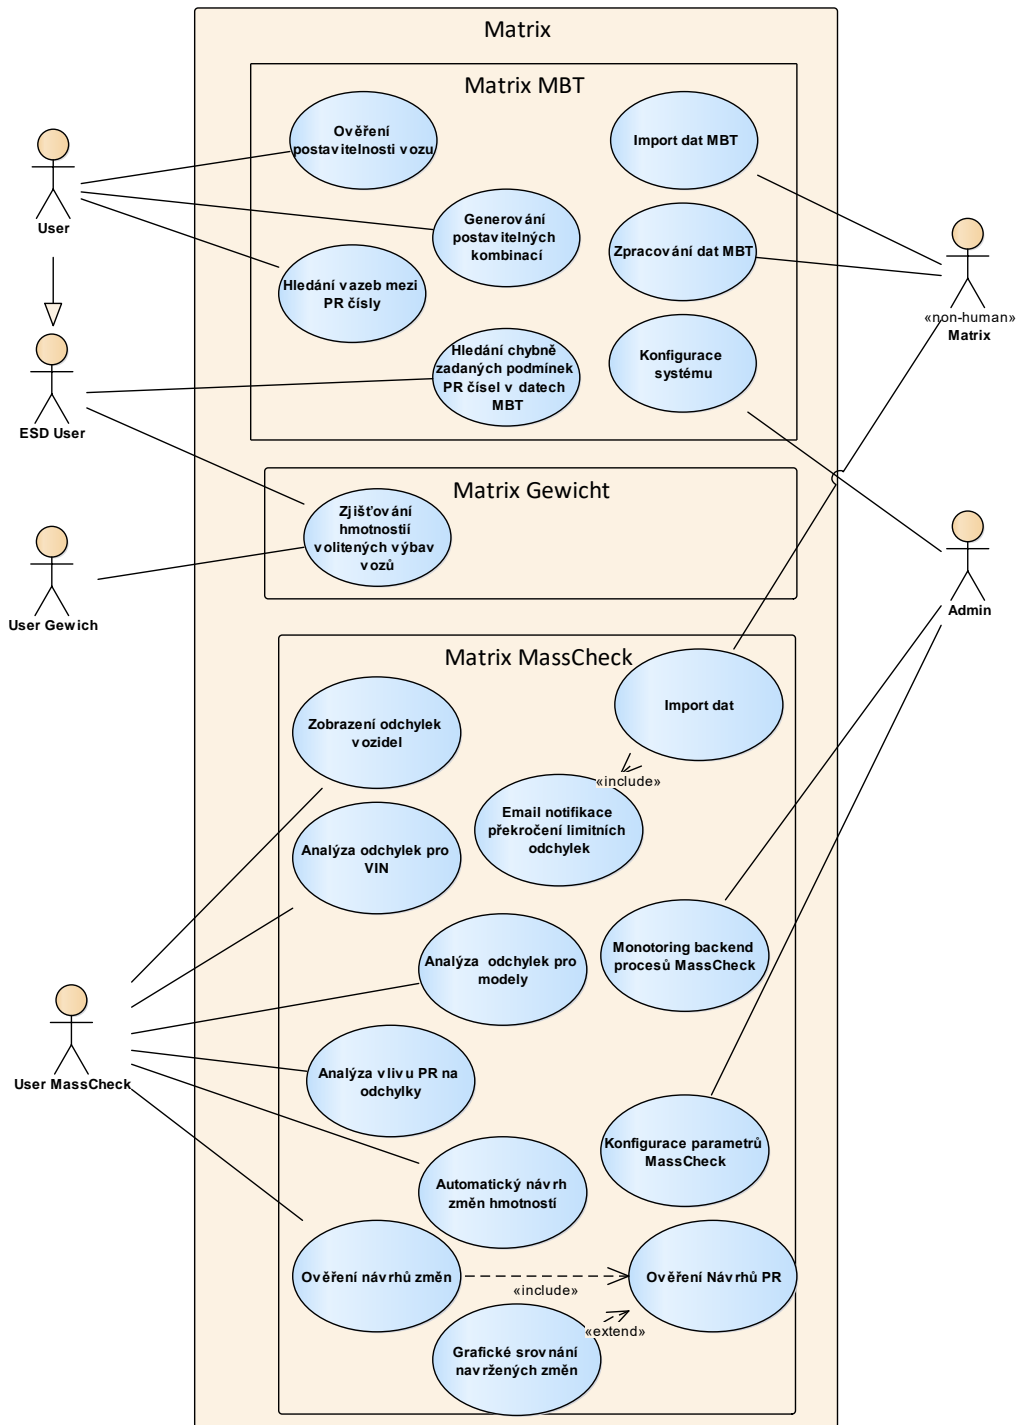 Matrix
Matrix MBT
Ověření
postavitelnosti vozu
Import dat MBT
User
Generování
postavitelných
kombinací
Zpracování dat MBT
Hledání vazeb mezi
PR čísly
«non-human»
Matrix
Hledání chybně
zadaných podmínek
PR čísel v datech
MBT
Konfigurace
systému
ESD User
Matrix Gewicht
Zjišťování
hmotností
volitených výbav
vozů
User Gewich
Admin
Matrix MassCheck
Import dat
Zobrazení odchylek
vozidel
«include»
Email notifikace
překročení limitních
odchylek
Analýza odchylek pro
VIN
Monotoring backend
procesů MassCheck
Analýza odchylek pro
modely
User MassCheck
Analýza vlivu PR na
odchylky
Konfigurace parametrů
MassCheck
Automatický návrh
změn hmotností
Ověření návrhů změn
«include»
Ověření Návrhů PR
«extend»
Grafické srovnání
navržených změn